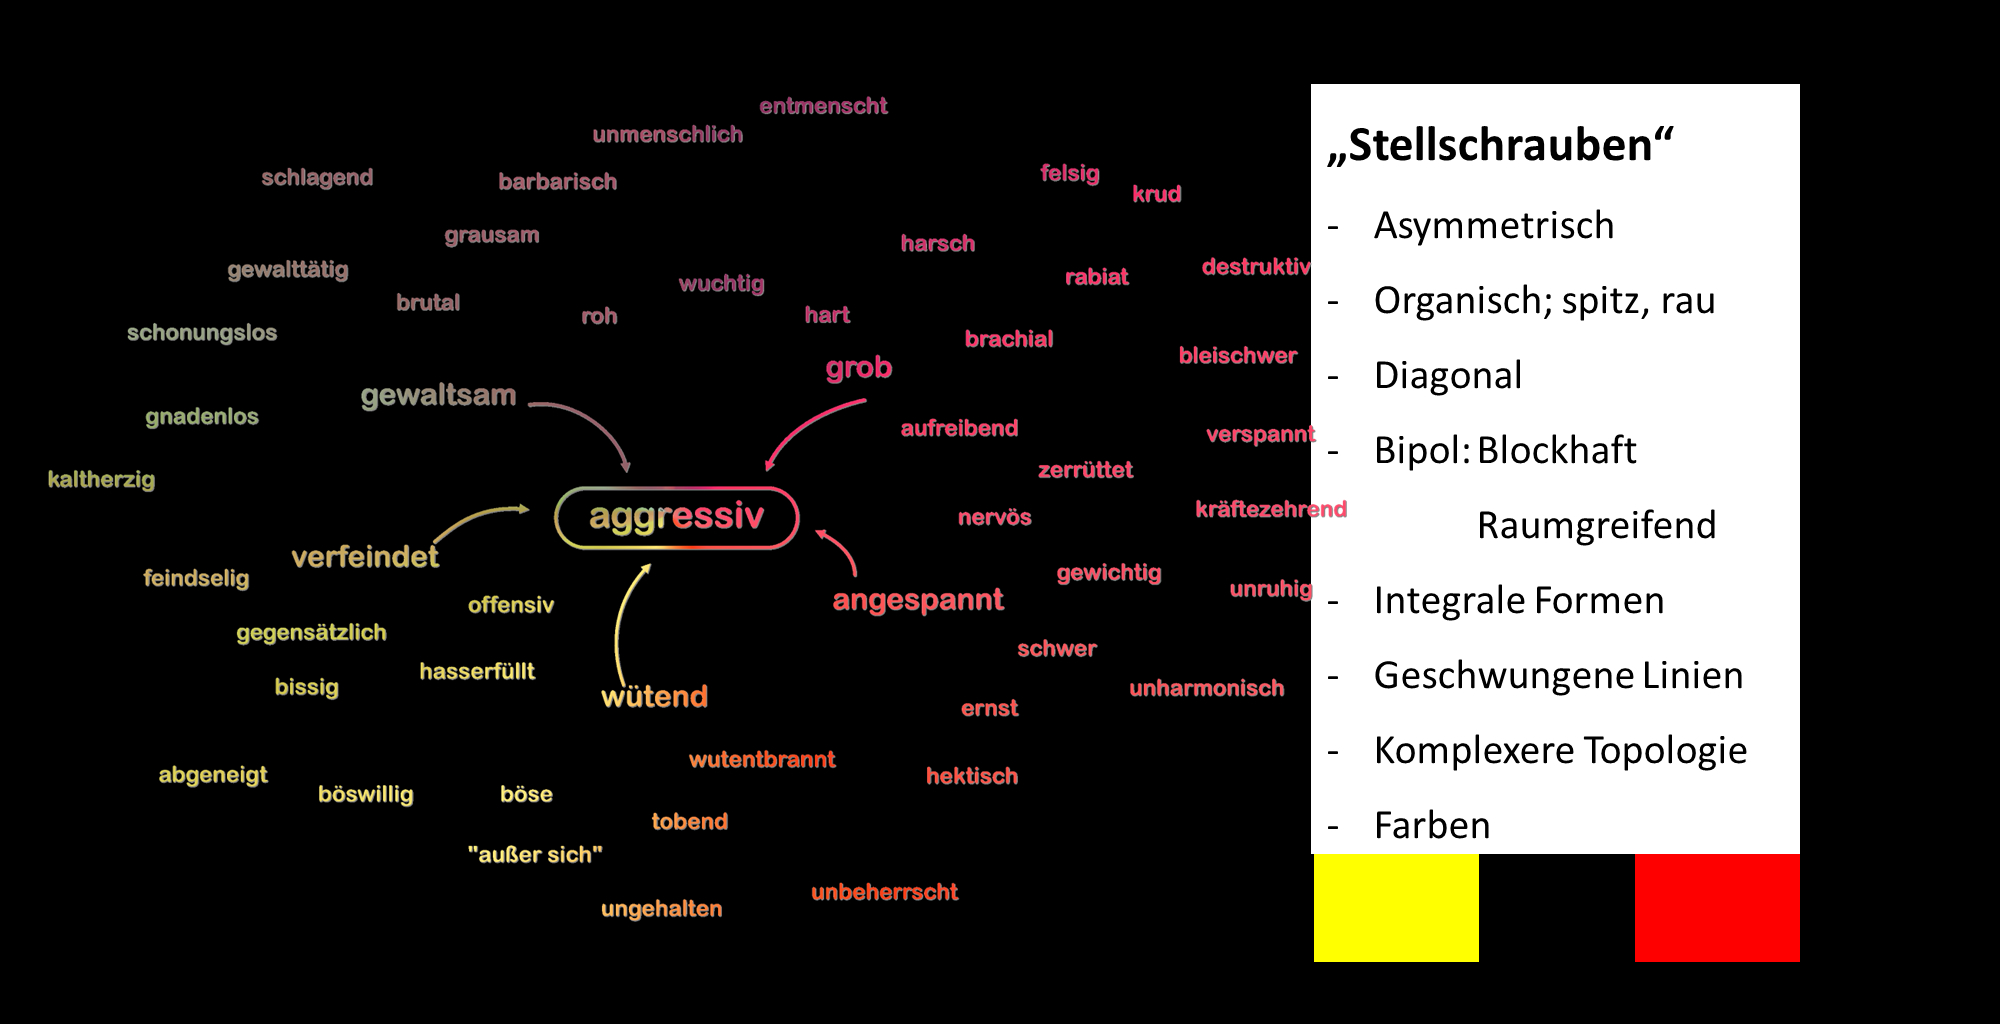 entmenscht
unmenschlich
schlagend
barbarisch
felsig
krud
grausam
harsch
gewalttätig
wuchtig
rabiat
destruktiv
brutal
roh
hart
schonungslos
brachial
bleischwer
grob
gewaltsam
gnadenlos
aufreibend
verspannt
kaltherzig
zerrüttet
aggressiv
nervös
kräftezehrend
verfeindet
feindselig
offensiv
angespannt
gewichtig
unruhig
gegensätzlich
hasserfüllt
schwer
bissig
wütend
unharmonisch
ernst
wutentbrannt
abgeneigt
böswillig
böse
hektisch
tobend
"außer sich"
ungehalten
unbeherrscht
„Stellschrauben“
- Asymmetrisch
- Organisch; spitz, rau
- Diagonal
- Bipol: Blockhaft
Raumgreifend
- Integrale Formen
- Geschwungene Linien
- Komplexere Topologie
- Farben